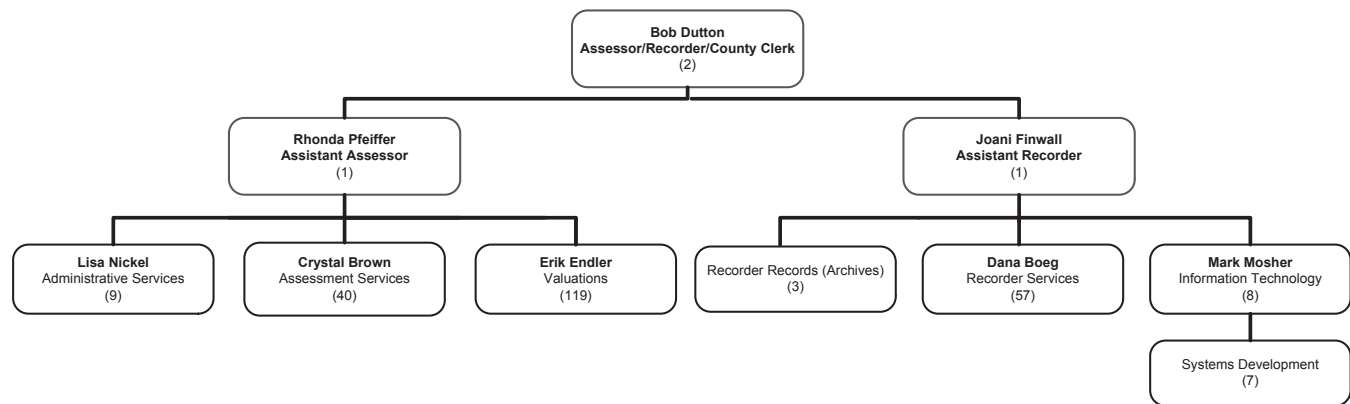 Bob Dutton
Assessor/Recorder/County Clerk
(2)
Rhonda Pfeiffer
Assistant Assessor
(1)
Joani Finwall
Assistant Recorder
(1)
Lisa Nickel
Administrative Services
(9)
Crystal Brown
Assessment Services
(40)
Erik Endler
Valuations
(119)
Recorder Records (Archives)
(3)
Dana Boeg
Recorder Services
(57)
Mark Mosher
Information Technology
(8)
Systems Development
(7)